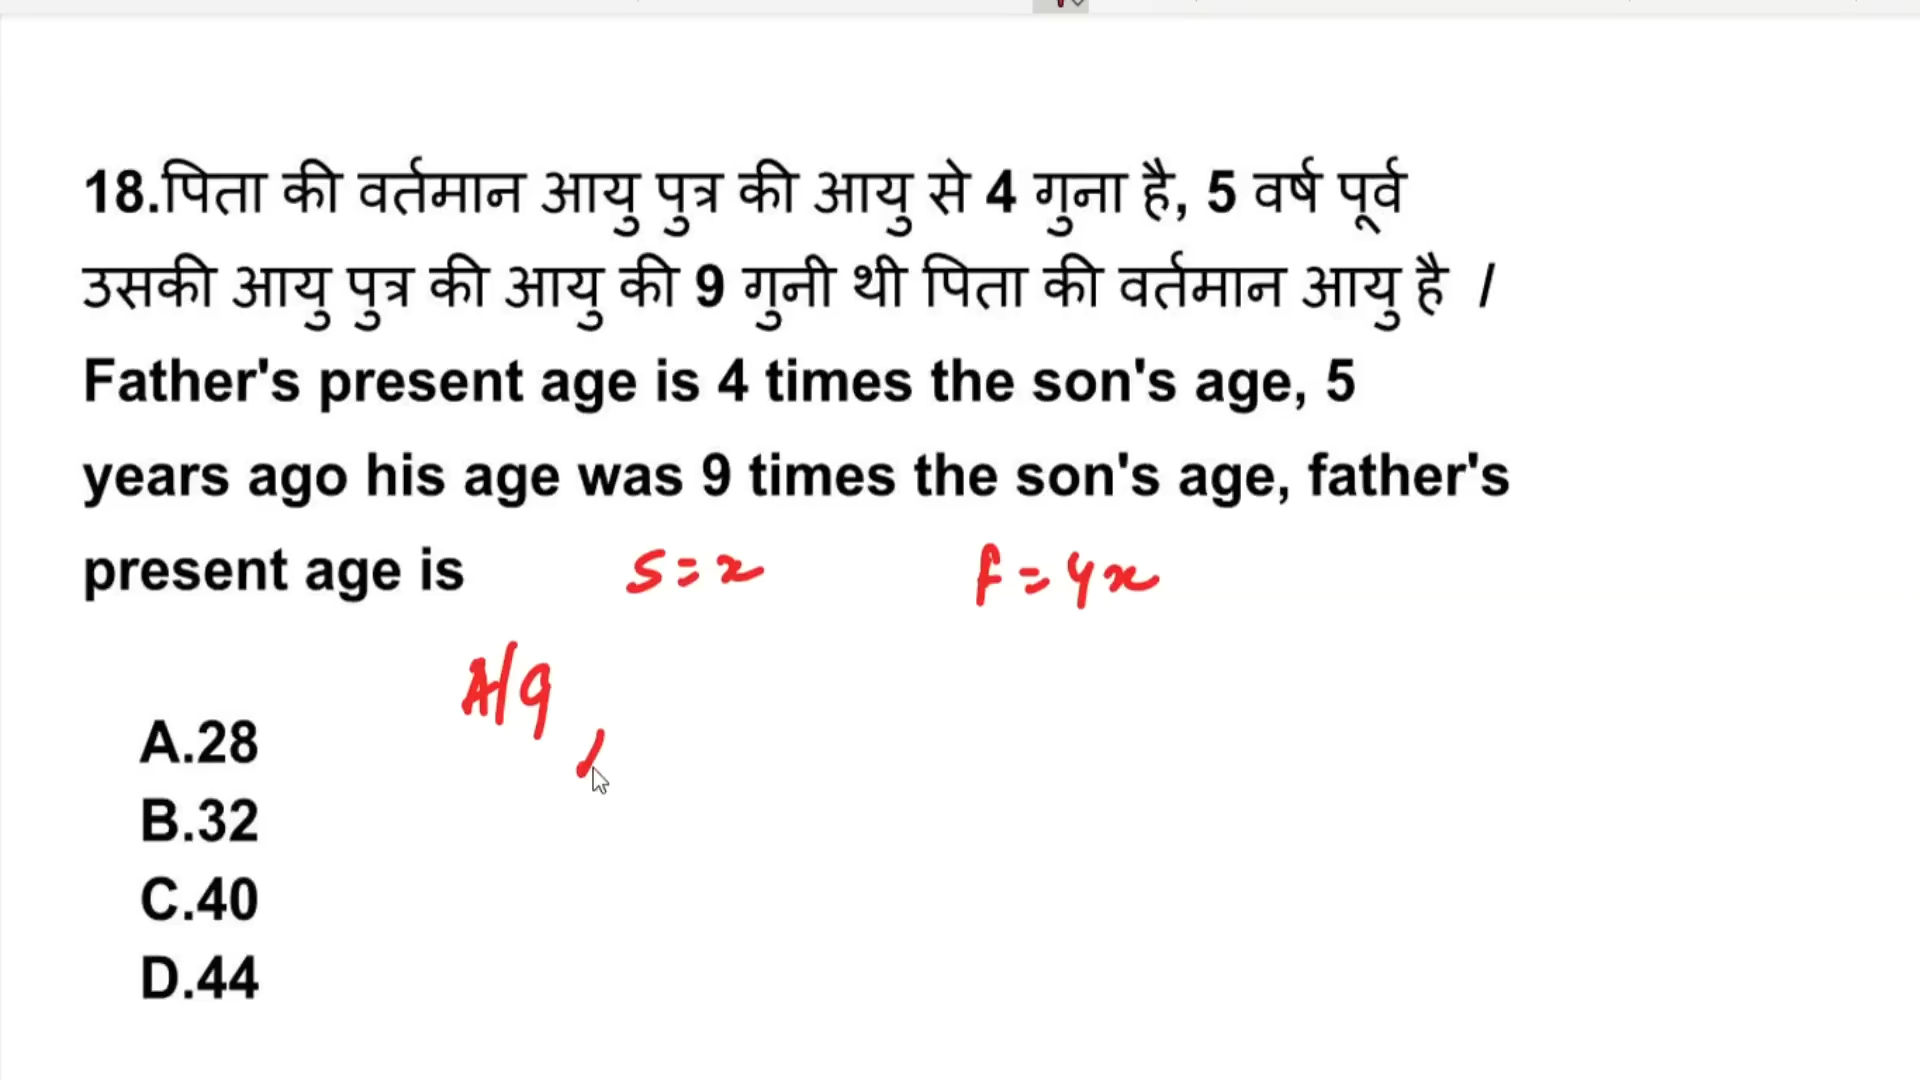 18.पिता की वर्तमान आयु पुत्र की आयु से 4 गुना है, 5 वर्ष पूर्व
उसकी आयु पुत्र की आयु की 9 गुनी थी पिता की वर्तमान आयु है /
Father's present age is 4 times the son's age, 5
years ago his age was 9 times the son's age, father's
present age is S = x F = 4x
A/q
A.28
B.32
C.40
D.44